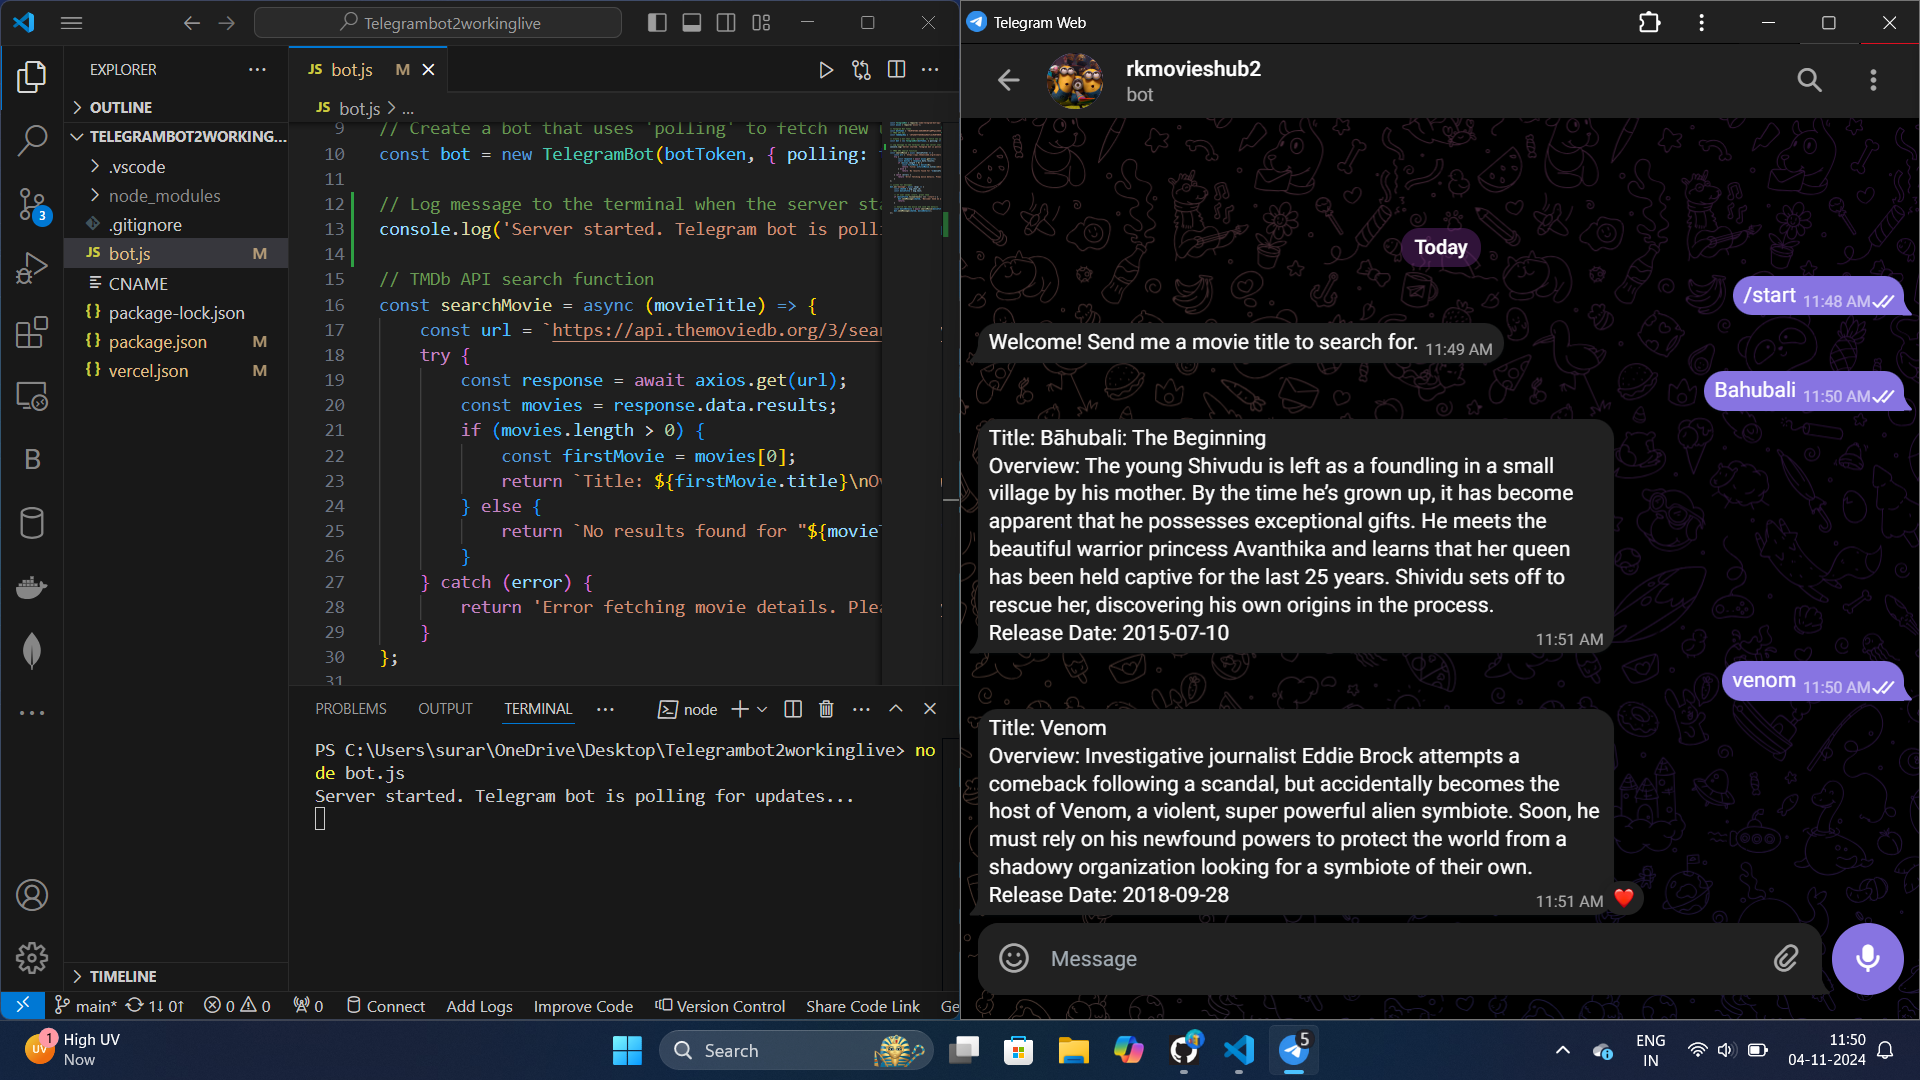 Telegrambot2workinglive
EXPLORER
OUTLINE
TELEGRAMBOT2WORKING...
.vscode
node_modules
.gitignore
JS bot.js M
CNAME
{} package-lock.json
{} package.json M
{} vercel.json M
TIMELINE
JS bot.js M
JS bot.js > ...
9 // Create a bot that uses 'polling' to fetch new
10 const bot = new TelegramBot(botToken, { polling:
11
12 // Log message to the terminal when the server sta
13 console.log('Server started. Telegram bot is poll
14
15 // TMDb API search function
16 const searchMovie = async (movieTitle) => {
17 const url = `https://api.themoviedb.org/3/sear
18 try {
19 const response = await axios.get(url);
20 const movies = response.data.results;
21 if (movies.length > 0) {
22 const firstMovie = movies[0];
23 return `Title: ${firstMovie.title}\nOv
24 } else {
25 return `No results found for "${movieT
26 }
27 } catch (error) {
28 return 'Error fetching movie details. Plea
29 }
30 };
31
PROBLEMS OUTPUT TERMINAL ... node
PS C:\Users\surar\OneDrive\Desktop\Telegrambot2workinglive> no
de bot.js
Server started. Telegram bot is polling for updates...
3
B
main* 1↓ 0↑ 0 0 0 Connect Add Logs Improve Code Version Control Share Code Link Ge
Telegram Web
rkmovieshub2
bot
Today
/start 11:48 AM
Welcome! Send me a movie title to search for. 11:49 AM
Bahubali 11:50 AM
Title: Bāhubali: The Beginning
Overview: The young Shivudu is left as a foundling in a small
village by his mother. By the time he’s grown up, it has become
apparent that he possesses exceptional gifts. He meets the
beautiful warrior princess Avanthika and learns that her queen
has been held captive for the last 25 years. Shividu sets off to
rescue her, discovering his own origins in the process.
Release Date: 2015-07-10 11:51 AM
venom 11:50 AM
Title: Venom
Overview: Investigative journalist Eddie Brock attempts a
comeback following a scandal, but accidentally becomes the
host of Venom, a violent, super powerful alien symbiote. Soon, he
must rely on his newfound powers to protect the world from a
shadowy organization looking for a symbiote of their own.
Release Date: 2018-09-28 11:51 AM ❤️
Message
UV 1 High UV
Now
Search
5
ENG
IN
11:50
04-11-2024